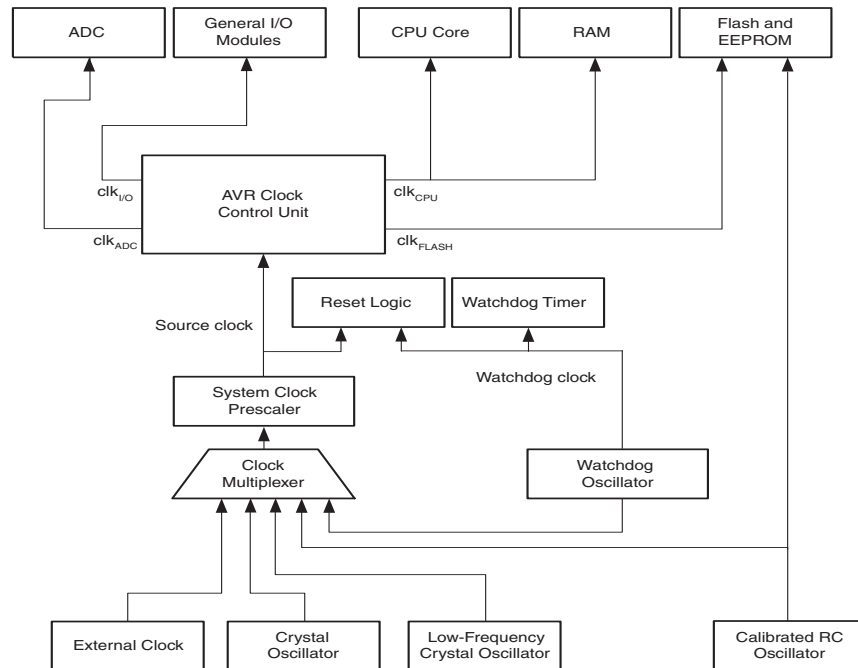 ADC
General I/O
Modules
CPU Core
RAM
Flash and
EEPROM
clkI/O
AVR Clock
Control Unit
clkCPU
clkADC
clkFLASH
Reset Logic
Watchdog Timer
Source clock
Watchdog clock
System Clock
Prescaler
Clock
Multiplexer
Watchdog
Oscillator
External Clock
Crystal
Oscillator
Low-Frequency
Crystal Oscillator
Calibrated RC
Oscillator